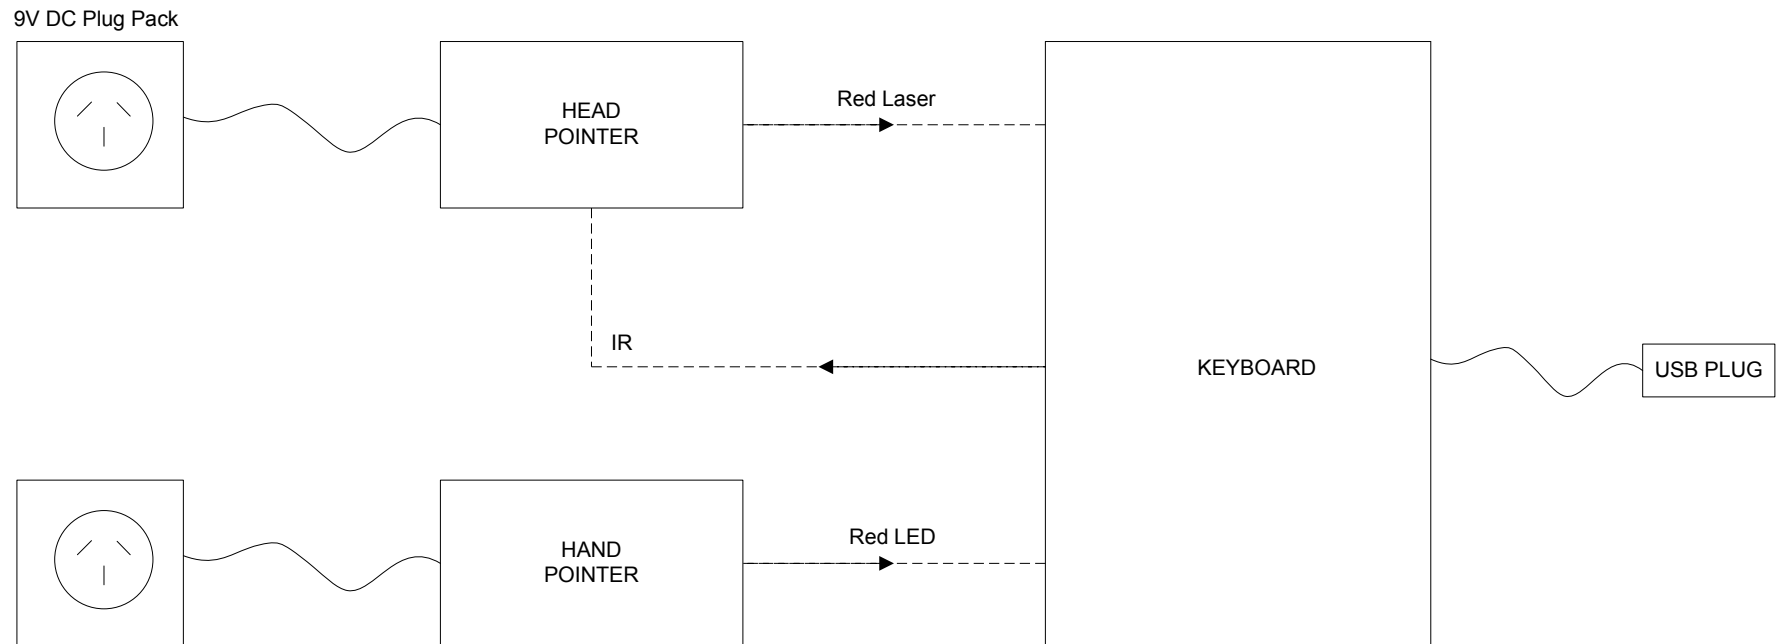 9V DC Plug Pack
HEAD
POINTER
Red Laser
IR
KEYBOARD
USB PLUG
HAND
POINTER
Red LED